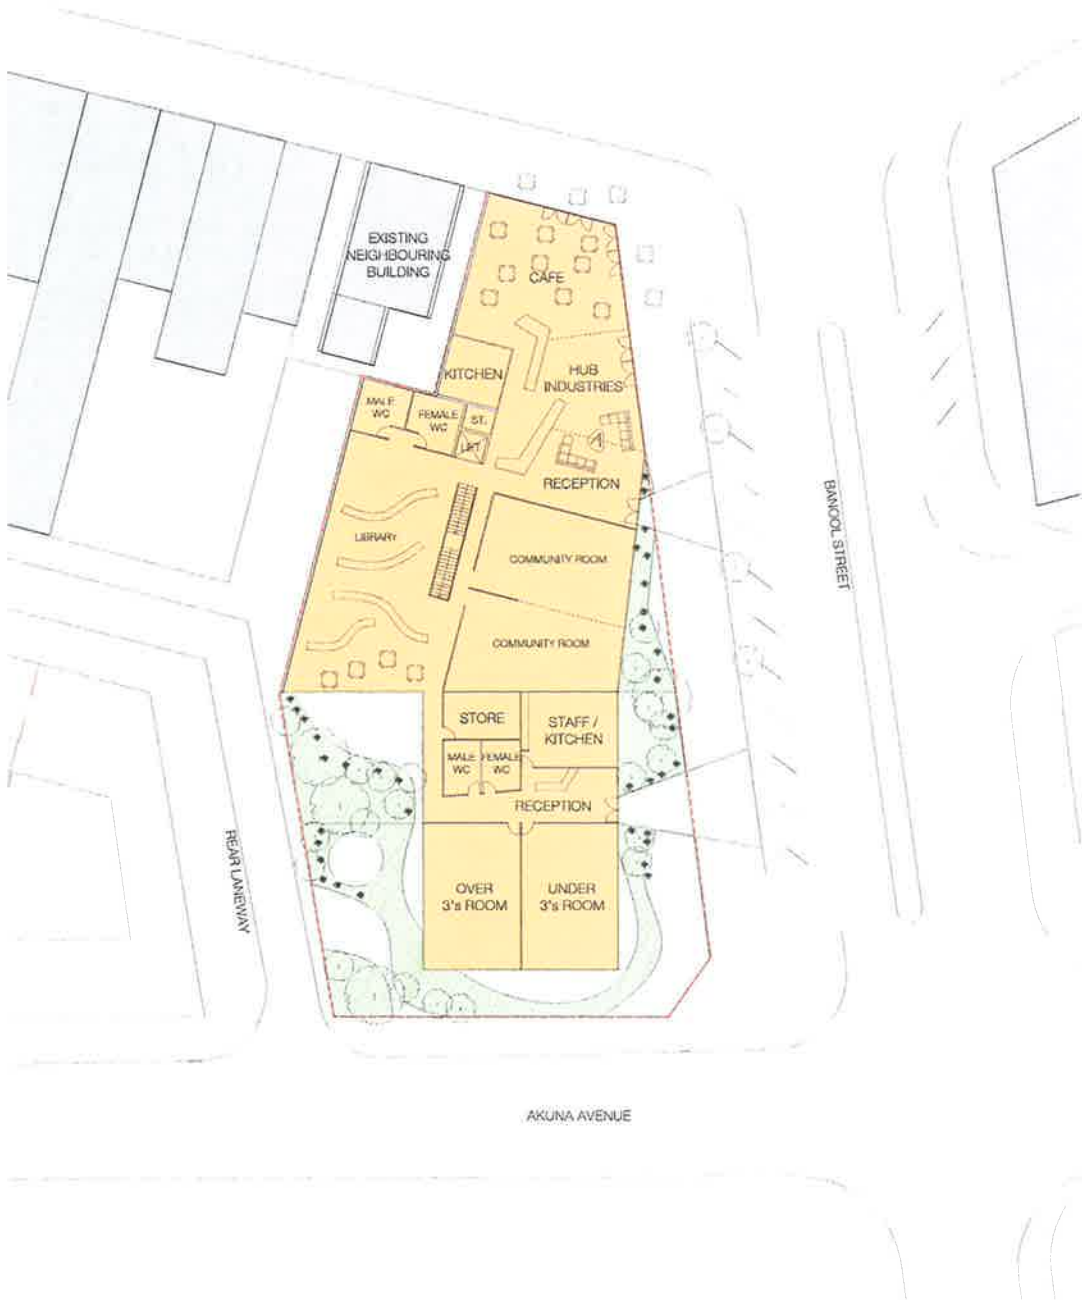 EXISTING
NEIGHBOURING
BUILDING
CAFE
KITCHEN
HUB
INDUSTRIES
MALE
WC
FEMALE
WC
ST.
LIFT
RECEPTION
LIBRARY
COMMUNITY ROOM
COMMUNITY ROOM
BANOOL STREET
STORE
STAFF /
KITCHEN
MALE
WC
FEMALE
WC
RECEPTION
REAR LANEWAY
OVER
3's ROOM
UNDER
3's ROOM
AKUNA AVENUE